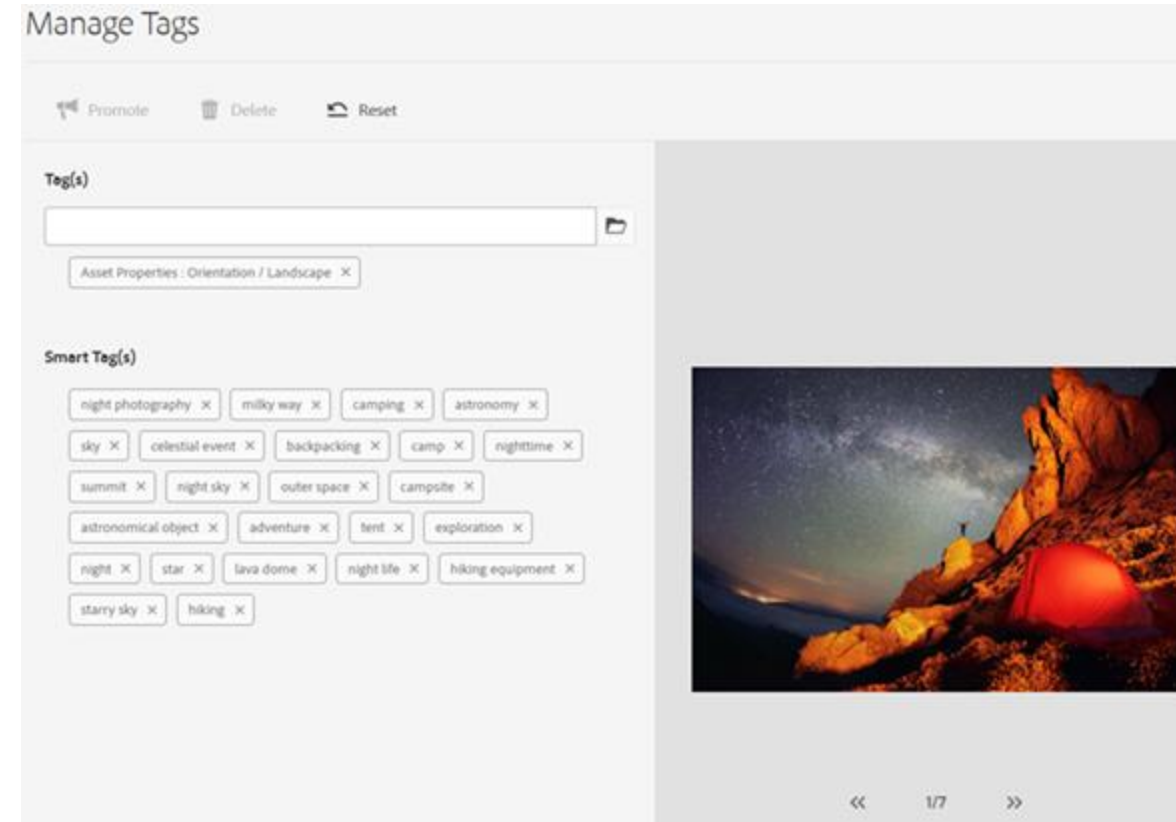 Manage Tags
Promote Delete Reset
Tag(s)
Asset Properties : Orientation / Landscape ×
Smart Tag(s)
night photography × milky way × camping × astronomy ×
sky × celestial event × backpacking × camp × nighttime ×
summit × night sky × outer space × campsite ×
astronomical object × adventure × tent × exploration ×
night × star × lava dome × night life × hiking equipment ×
starry sky × hiking ×
1/7